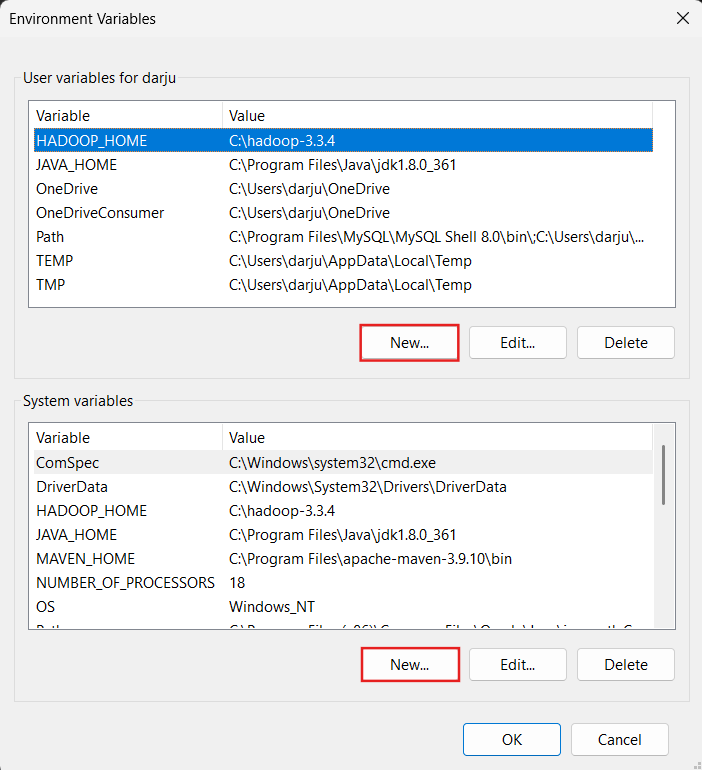 Environment Variables
User variables for darju
Variable Value
HADOOP_HOME C:\hadoop-3.3.4
JAVA_HOME C:\Program Files\Java\jdk1.8.0_361
OneDrive C:\Users\darju\OneDrive
OneDriveConsumer C:\Users\darju\OneDrive
Path C:\Program Files\MySQL\MySQL Shell 8.0\bin\;C:\Users\darju\...
TEMP C:\Users\darju\AppData\Local\Temp
TMP C:\Users\darju\AppData\Local\Temp
New... Edit... Delete
System variables
Variable Value
ComSpec C:\Windows\system32\cmd.exe
DriverData C:\Windows\System32\Drivers\DriverData
HADOOP_HOME C:\hadoop-3.3.4
JAVA_HOME C:\Program Files\Java\jdk1.8.0_361
MAVEN_HOME C:\Program Files\apache-maven-3.9.10\bin
NUMBER_OF_PROCESSORS 18
OS Windows_NT
New... Edit... Delete
OK Cancel